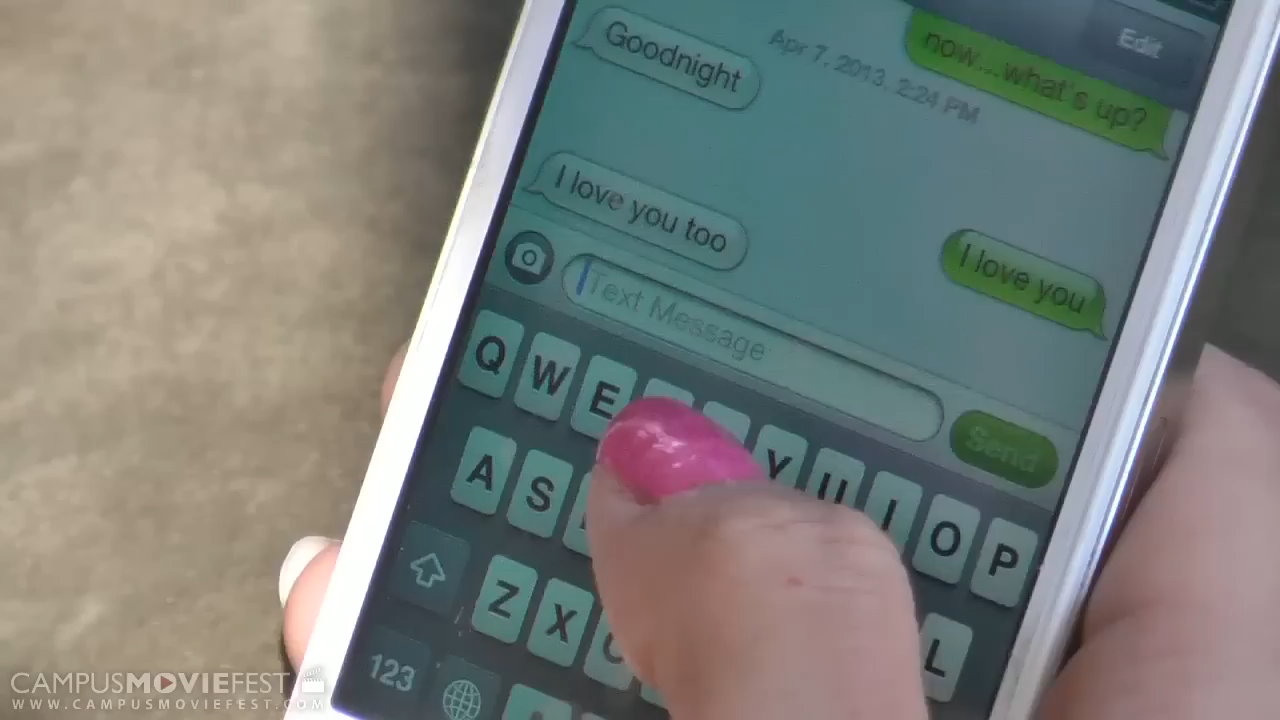 Edit
now... what's up?
Goodnight
Apr 7, 2013, 2:24 PM
I love you too
I love you
Text Message
Send
Q W E Y U I O P
A S L
Z X C
123
CAMPUSMOVIEFEST
WWW.CAMPUSMOVIEFEST.COM